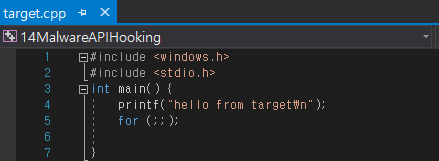 target.cpp
14MalwareAPIHooking
1 #include <windows.h>
2 #include <stdio.h>
3 int main() {
4 printf("hello from target₩n");
5 for (;;);
6
7 }